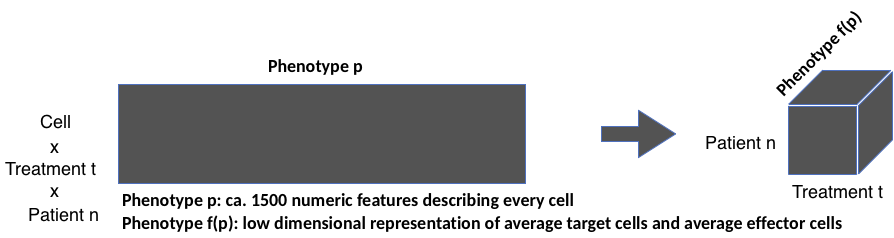 Phenotype p
Cell
x
Treatment t
x
Patient n
Phenotype f(p)
Patient n
Treatment t
Phenotype p: ca. 1500 numeric features describing every cell
Phenotype f(p): low dimensional representation of average target cells and average effector cells